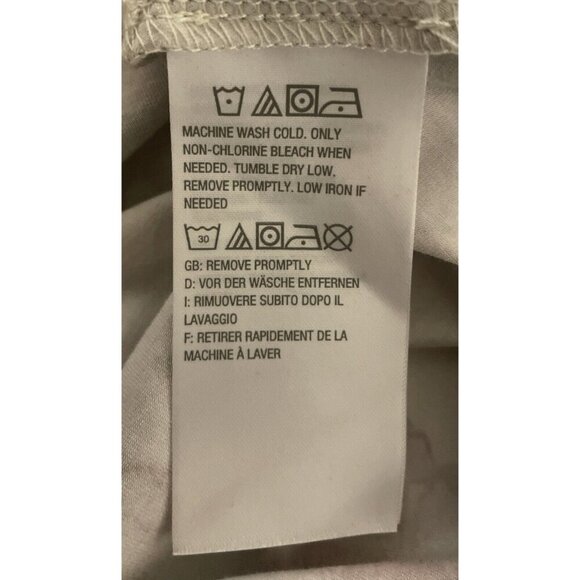 MACHINE WASH COLD. ONLY
NON-CHLORINE BLEACH WHEN
NEEDED. TUMBLE DRY LOW.
REMOVE PROMPTLY. LOW IRON IF
NEEDED
30
GB: REMOVE PROMPTLY
D: VOR DER WÄSCHE ENTFERNEN
I: RIMUOVERE SUBITO DOPO IL
LAVAGGIO
F: RETIRER RAPIDEMENT DE LA
MACHINE À LAVER